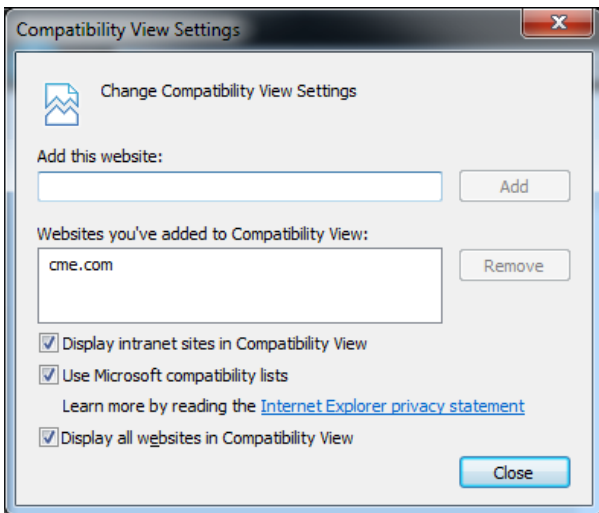 Compatibility View Settings
Change Compatibility View Settings
Add this website:
Add
Websites you've added to Compatibility View:
cme.com
Remove
Display intranet sites in Compatibility View
Use Microsoft compatibility lists
Learn more by reading the Internet Explorer privacy statement
Display all websites in Compatibility View
Close